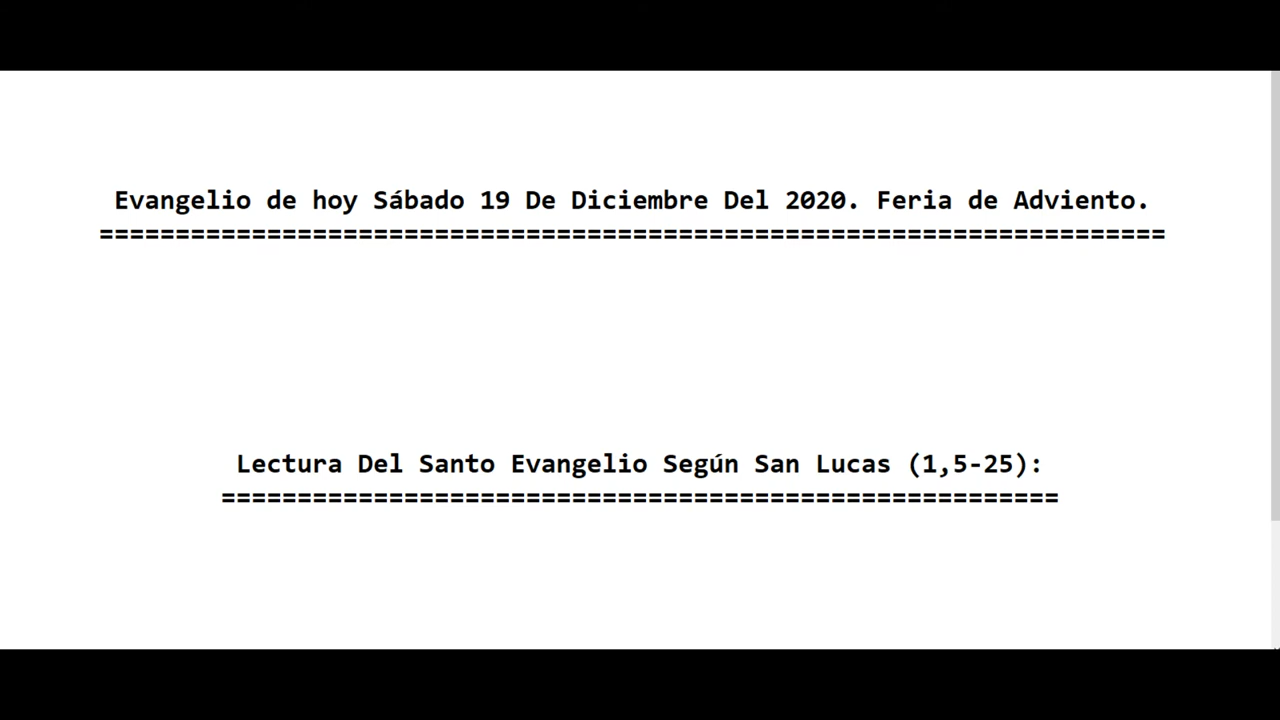 Evangelio de hoy Sábado 19 De Diciembre Del 2020. Feria de Adviento.
======================================================================
Lectura Del Santo Evangelio Según San Lucas (1,5-25):
=======================================================